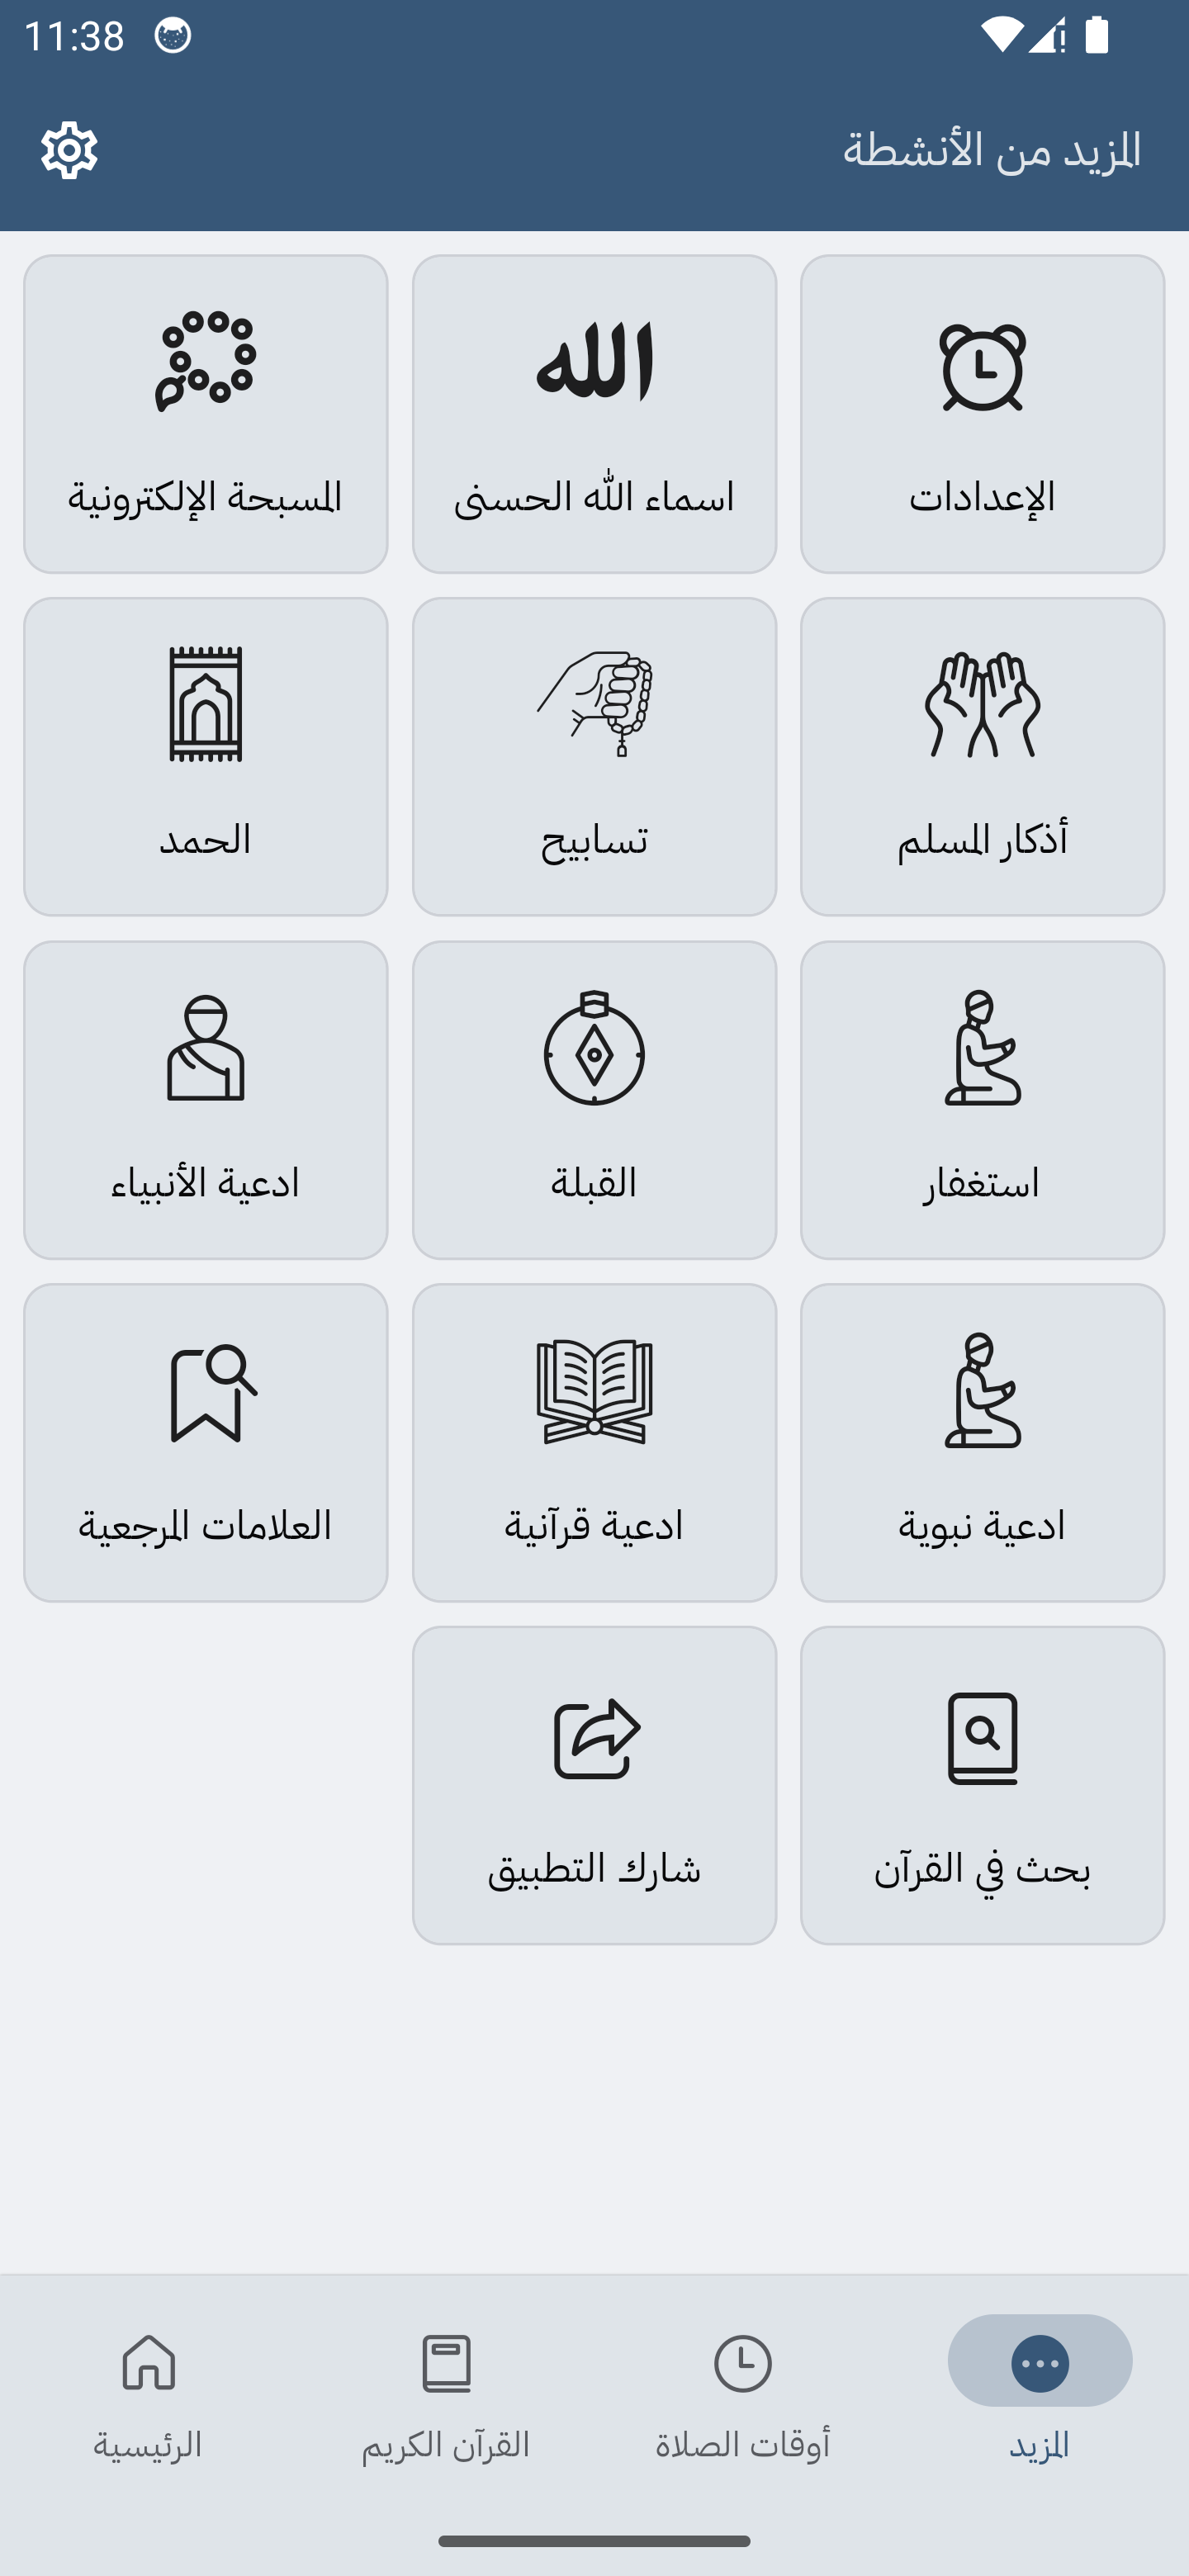 11:38
المزيد من الأنشطة
الله
الإعدادات
اسماء الله الحسنى
المسبحة الإلكترونية
أذكار المسلم
تسابيح
الحمد
استغفار
القبلة
ادعية الأنبياء
ادعية نبوية
ادعية قرآنية
العلامات المرجعية
بحث في القرآن
شارك التطبيق
المزيد
أوقات الصلاة
القرآن الكريم
الرئيسية